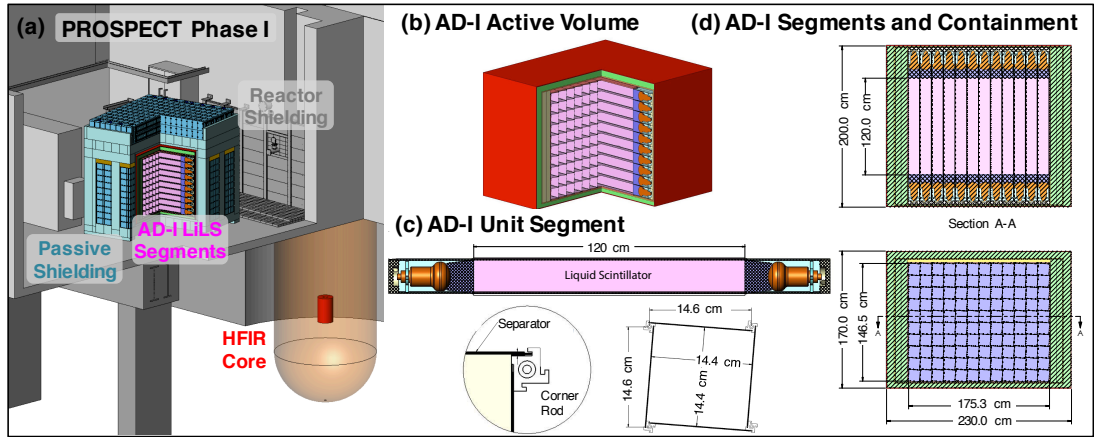 (a) PROSPECT Phase I
Reactor
Shielding
AD-I LiLS
Segments
Passive
Shielding
HFIR
Core
(b) AD-I Active Volume
(c) AD-I Unit Segment
120 cm
Liquid Scintillator
Separator
Corner
Rod
14.6 cm
14.6 cm
14.4 cm
14.4 cm
(d) AD-I Segments and Containment
200.0 cm
120.0 cm
Section A-A
170.0 cm
146.5 cm
A
A
175.3 cm
230.0 cm